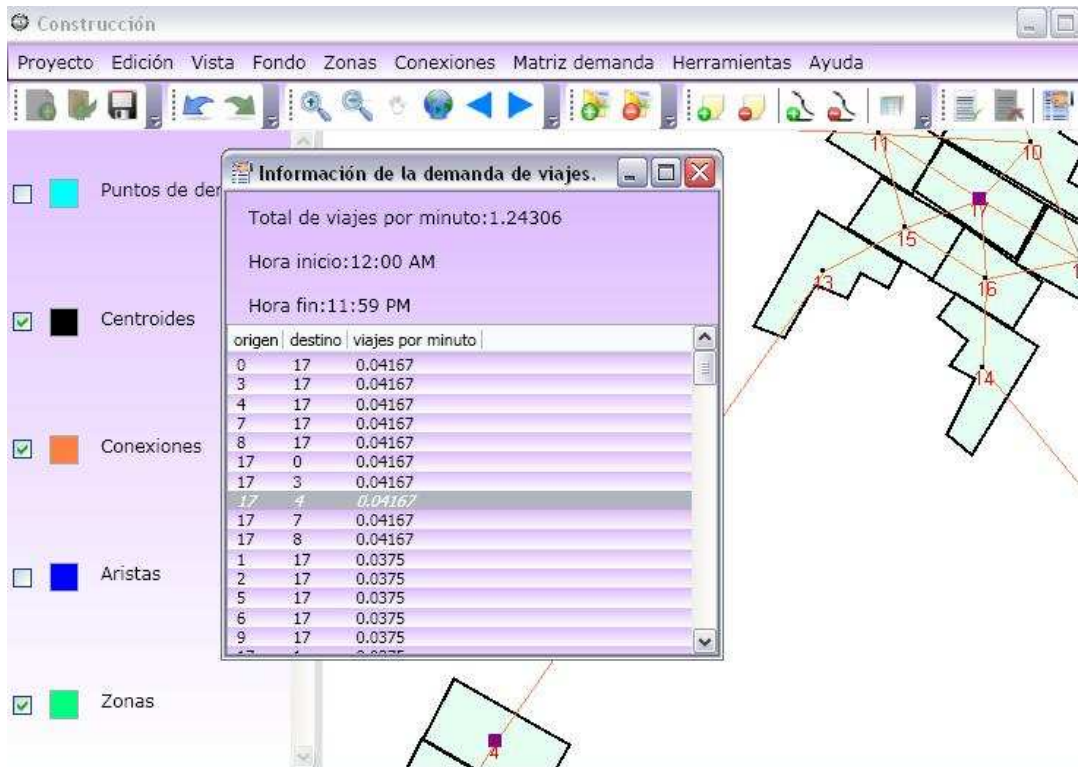 Construcción
Proyecto Edición Vista Fondo Zonas Conexiones Matriz demanda Herramientas Ayuda
Puntos de
Centroides
Conexiones
Aristas
Zonas
Información de la demanda de viajes.
Total de viajes por minuto:1.24306
Hora inicio:12:00 AM
Hora fin:11:59 PM
origen destino viajes por minuto
0 17 0.04167
3 17 0.04167
4 17 0.04167
7 17 0.04167
8 17 0.04167
17 0 0.04167
17 3 0.04167
17 4 0.04167
17 7 0.04167
17 8 0.04167
1 17 0.0375
2 17 0.0375
5 17 0.0375
6 17 0.0375
9 17 0.0375
11
10
17
15
13
16
14
4